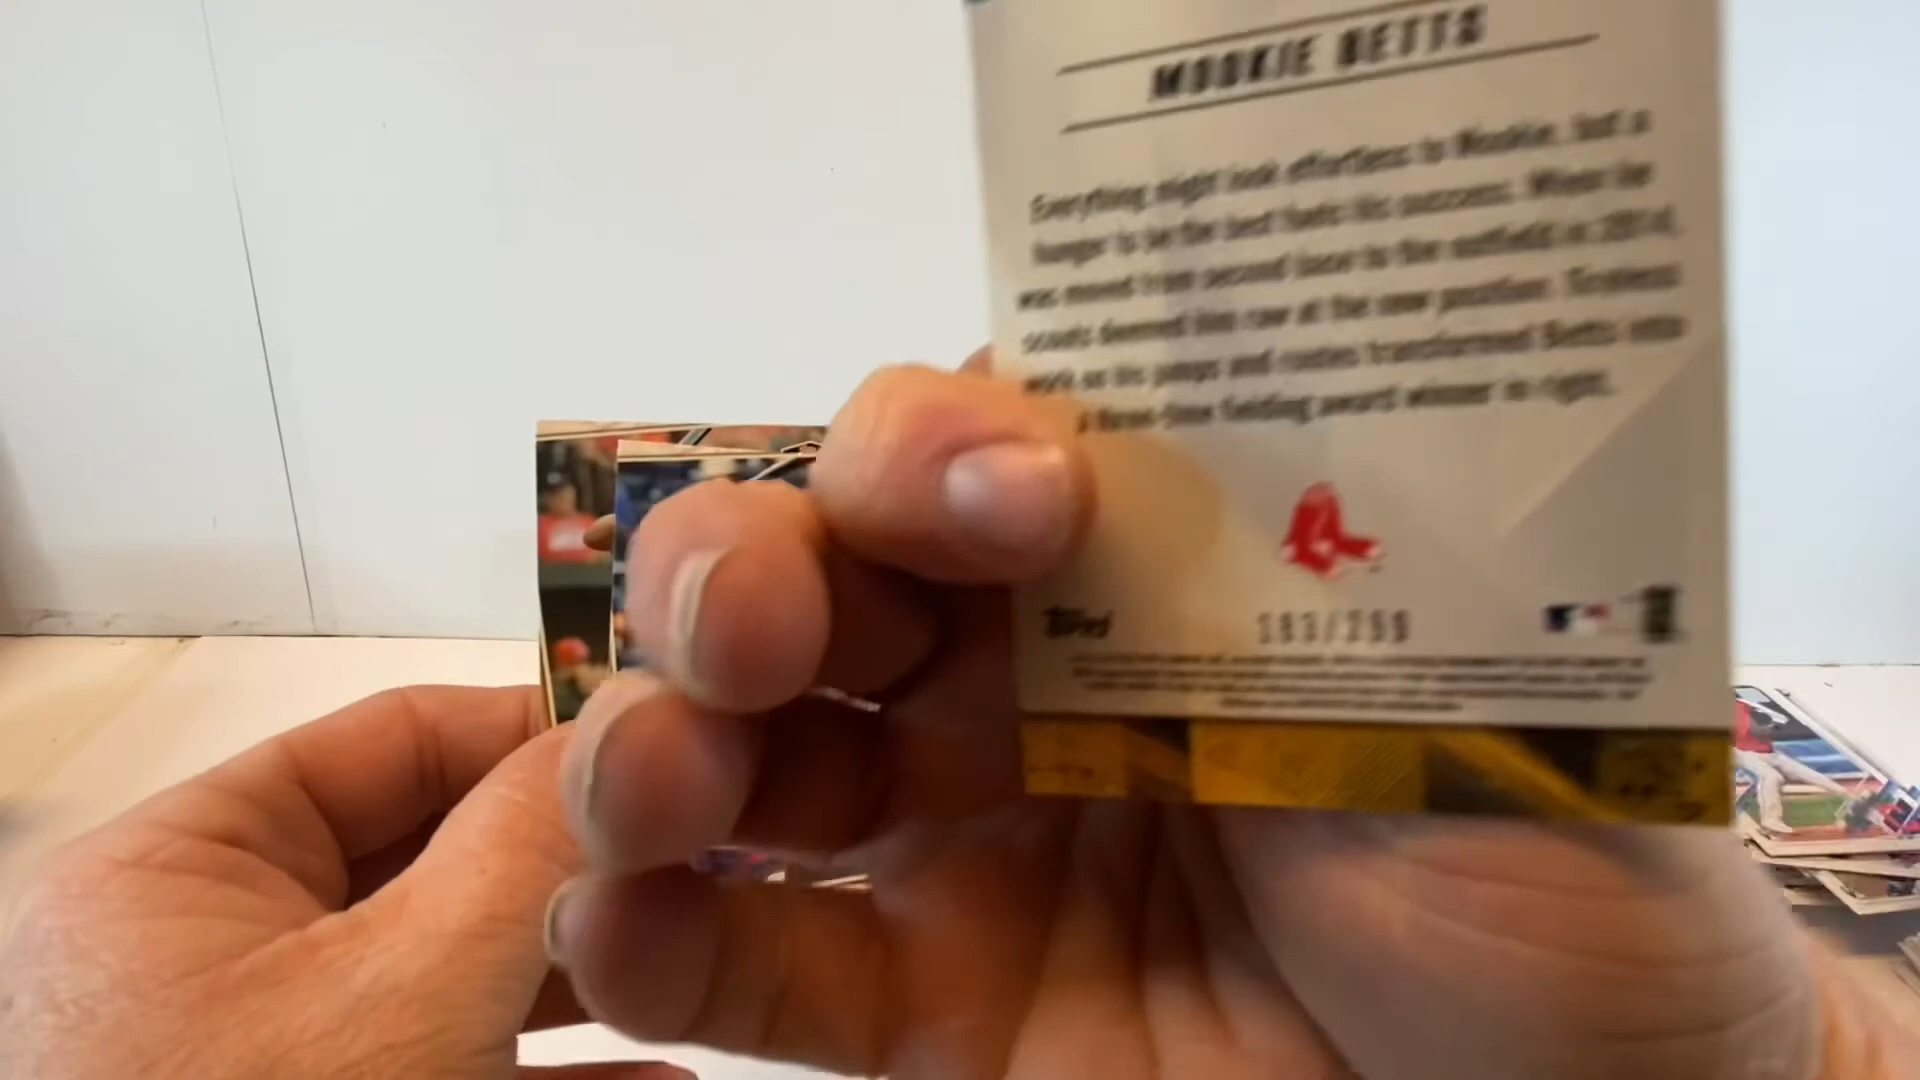 MOOKIE BETTS
Everything might look effortless to Mookie, but a
hunger to be the best fuels his success. When he
was moved from second base to the outfield in 2014,
scouts deemed him raw at the new position. Tireless
work on his jumps and routes transformed Betts into
a three-time fielding award winner in right.
Topps
193/299